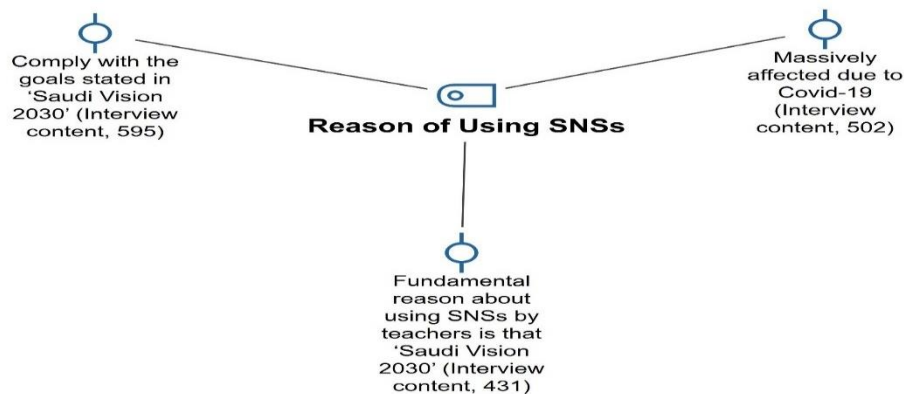 Comply with the
goals stated in
‘Saudi Vision
2030’ (Interview
content, 595)
Reason of Using SNSs
Massively
affected due to
Covid-19
(Interview
content, 502)
Fundamental
reason about
using SNSs by
teachers is that
‘Saudi Vision
2030’ (Interview
content, 431)